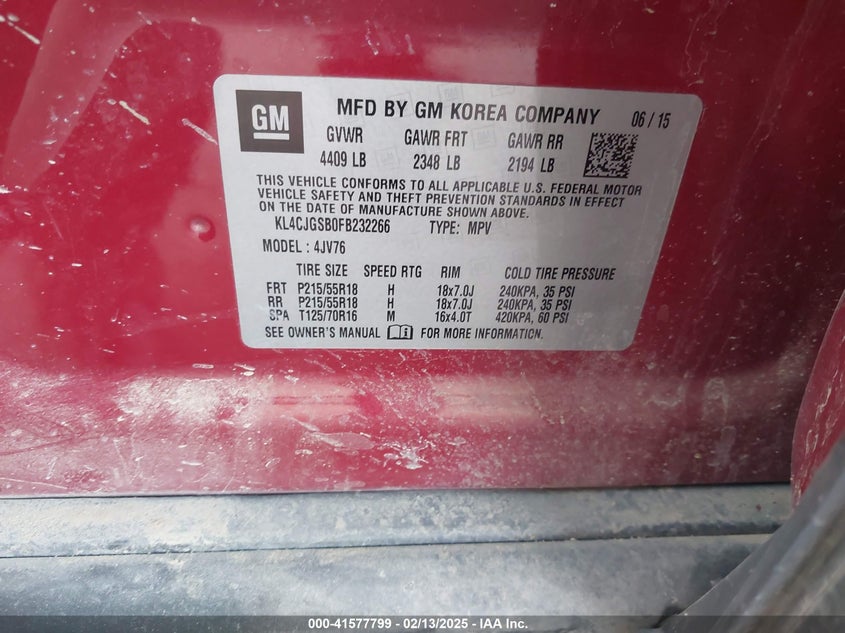 GM
MFD BY GM KOREA COMPANY 06 / 15
GVWR GAWR FRT GAWR RR
4409 LB 2348 LB 2194 LB
THIS VEHICLE CONFORMS TO ALL APPLICABLE U.S. FEDERAL MOTOR
VEHICLE SAFETY AND THEFT PREVENTION STANDARDS IN EFFECT
ON THE DATE OF MANUFACTURE SHOWN ABOVE.
KL4CJGSB0FB232266 TYPE: MPV
MODEL : 4JV76
TIRE SIZE SPEED RTG RIM COLD TIRE PRESSURE
FRT P215/55R18 H 18x7.0J 240KPA, 35 PSI
RR P215/55R18 H 18x7.0J 240KPA, 35 PSI
SPA T125/70R16 M 16x4.0T 420KPA, 60 PSI
SEE OWNER'S MANUAL FOR MORE INFORMATION.
000-41577799 - 02/13/2025 - IAA Inc.